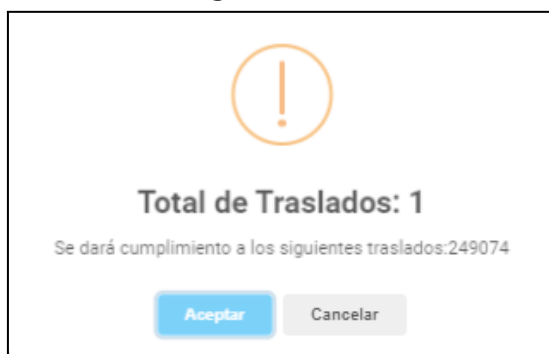 Total de Traslados: 1
Se dará cumplimiento a los siguientes traslados:249074
Aceptar
Cancelar